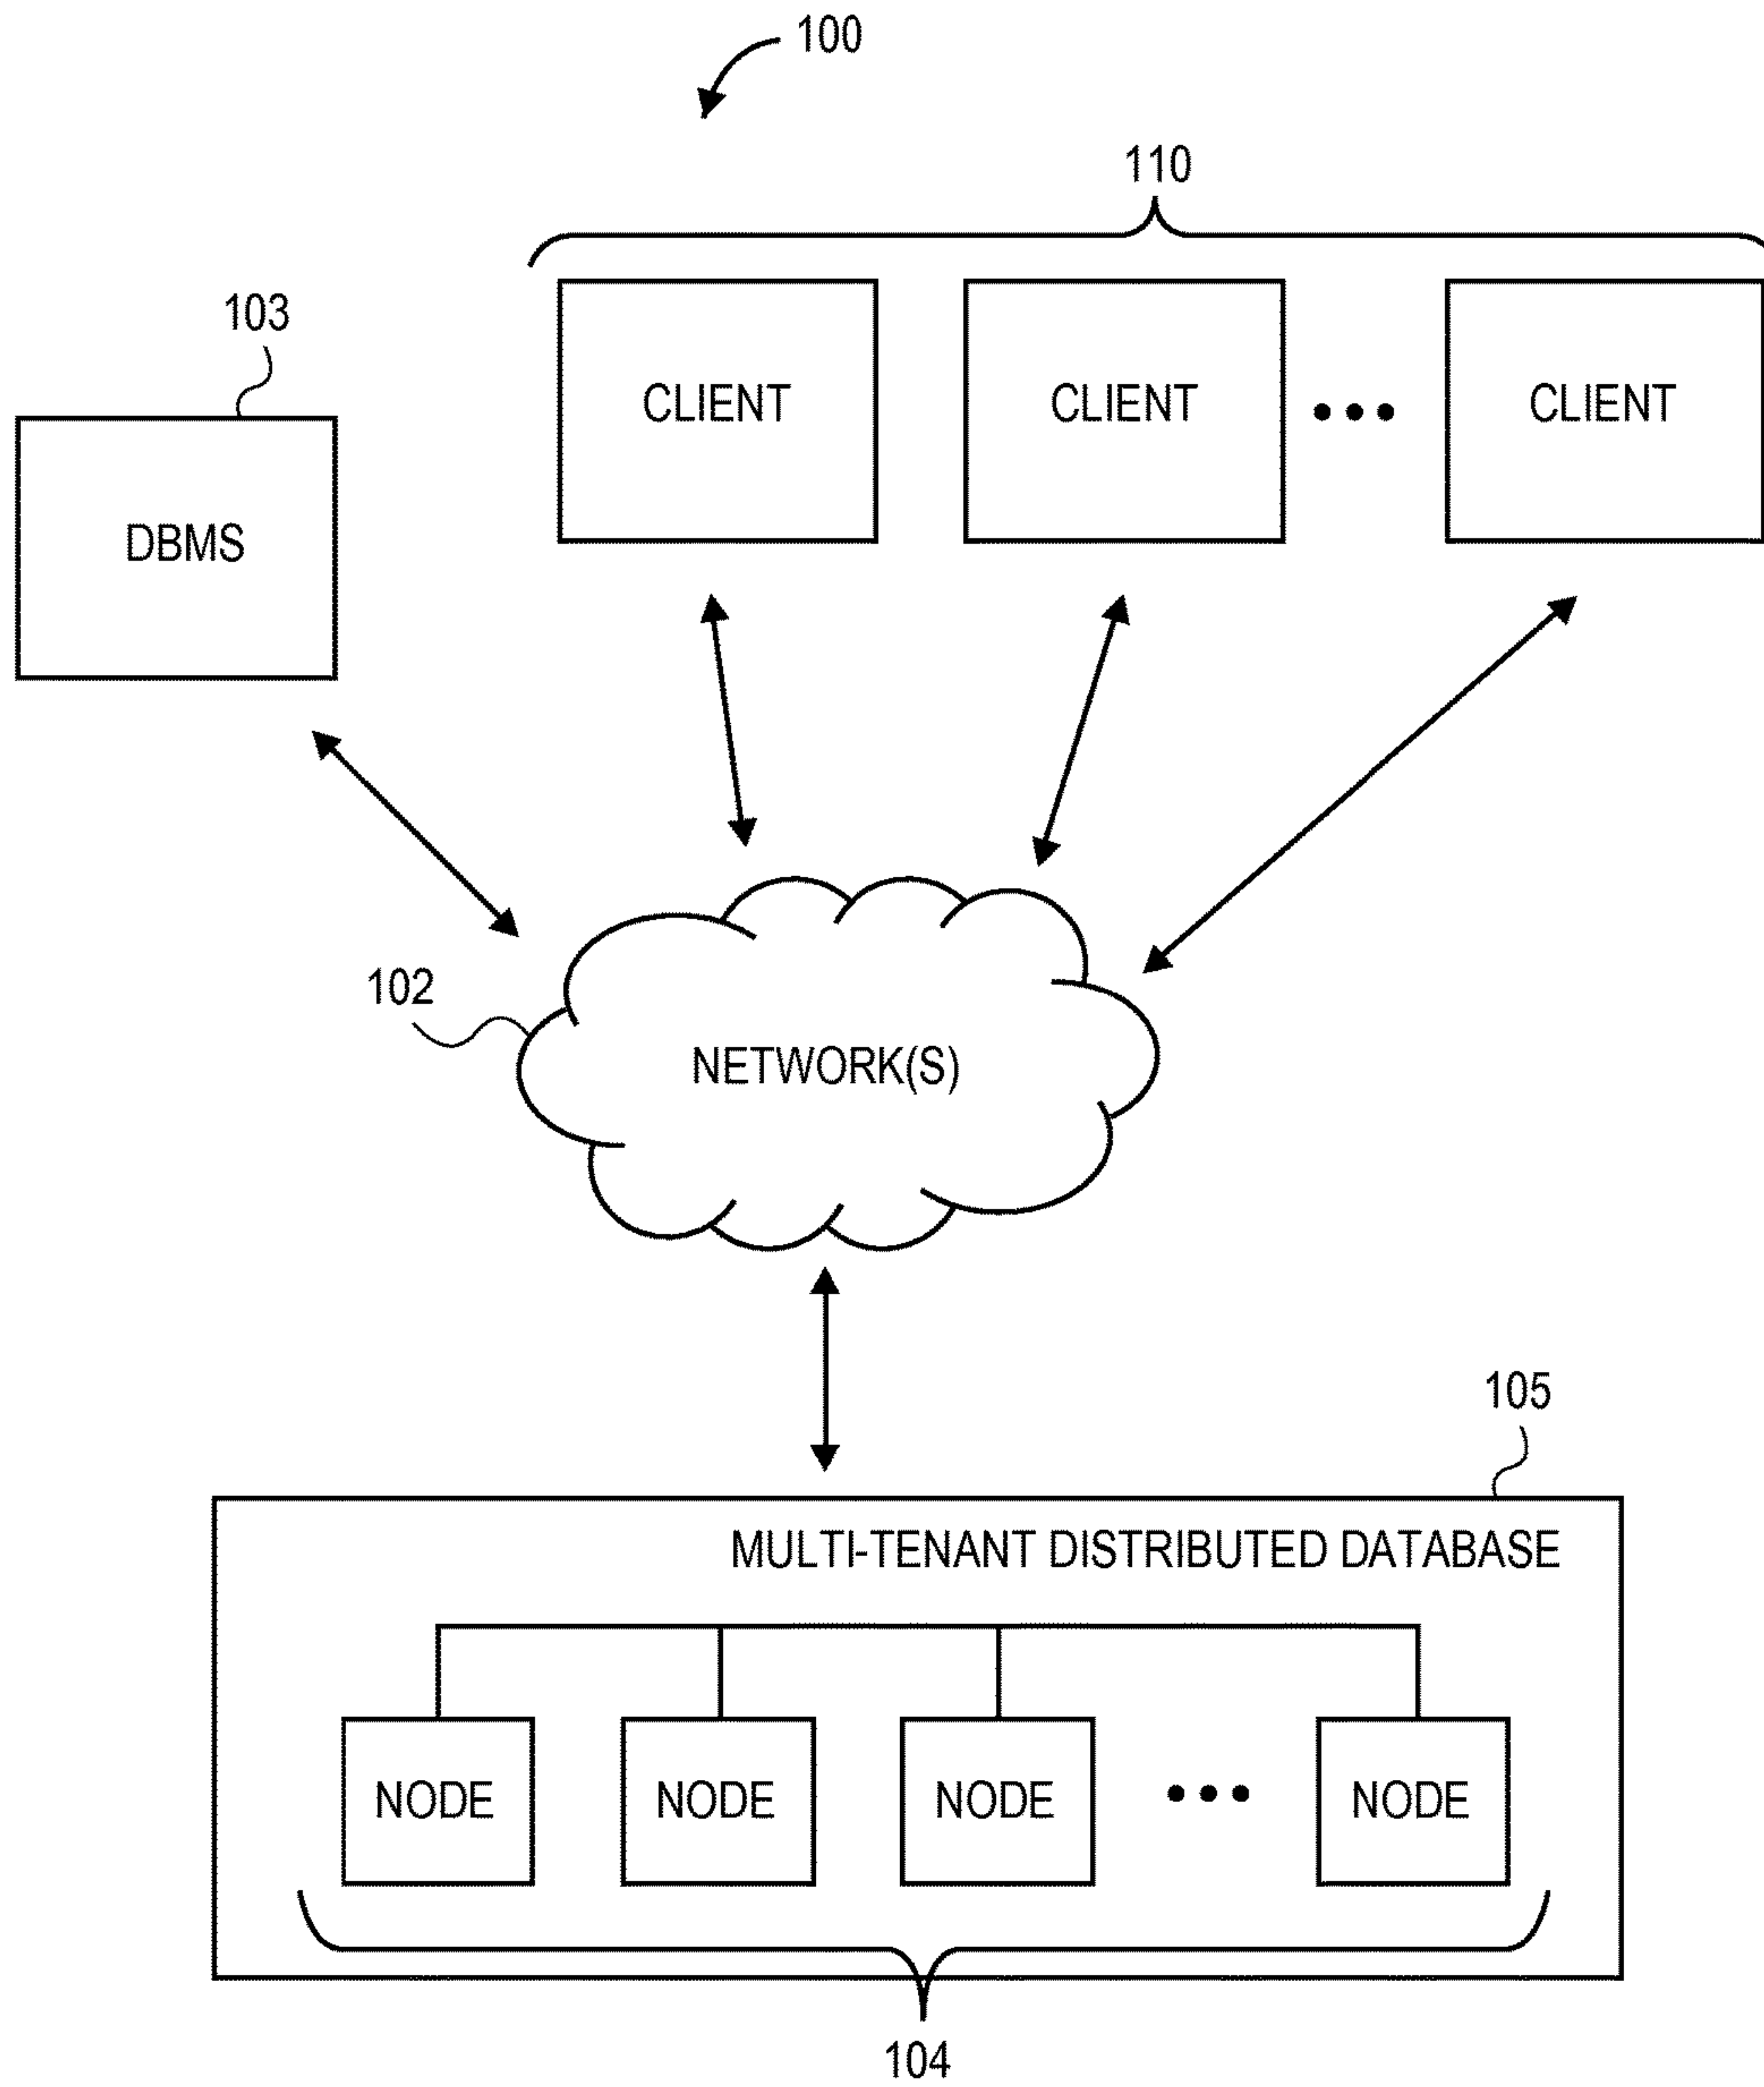 100
110
103
CLIENT CLIENT CLIENT
DBMS
102
NETWORK(S)
105
MULTI-TENANT DISTRIBUTED DATABASE
NODE NODE NODE NODE
104